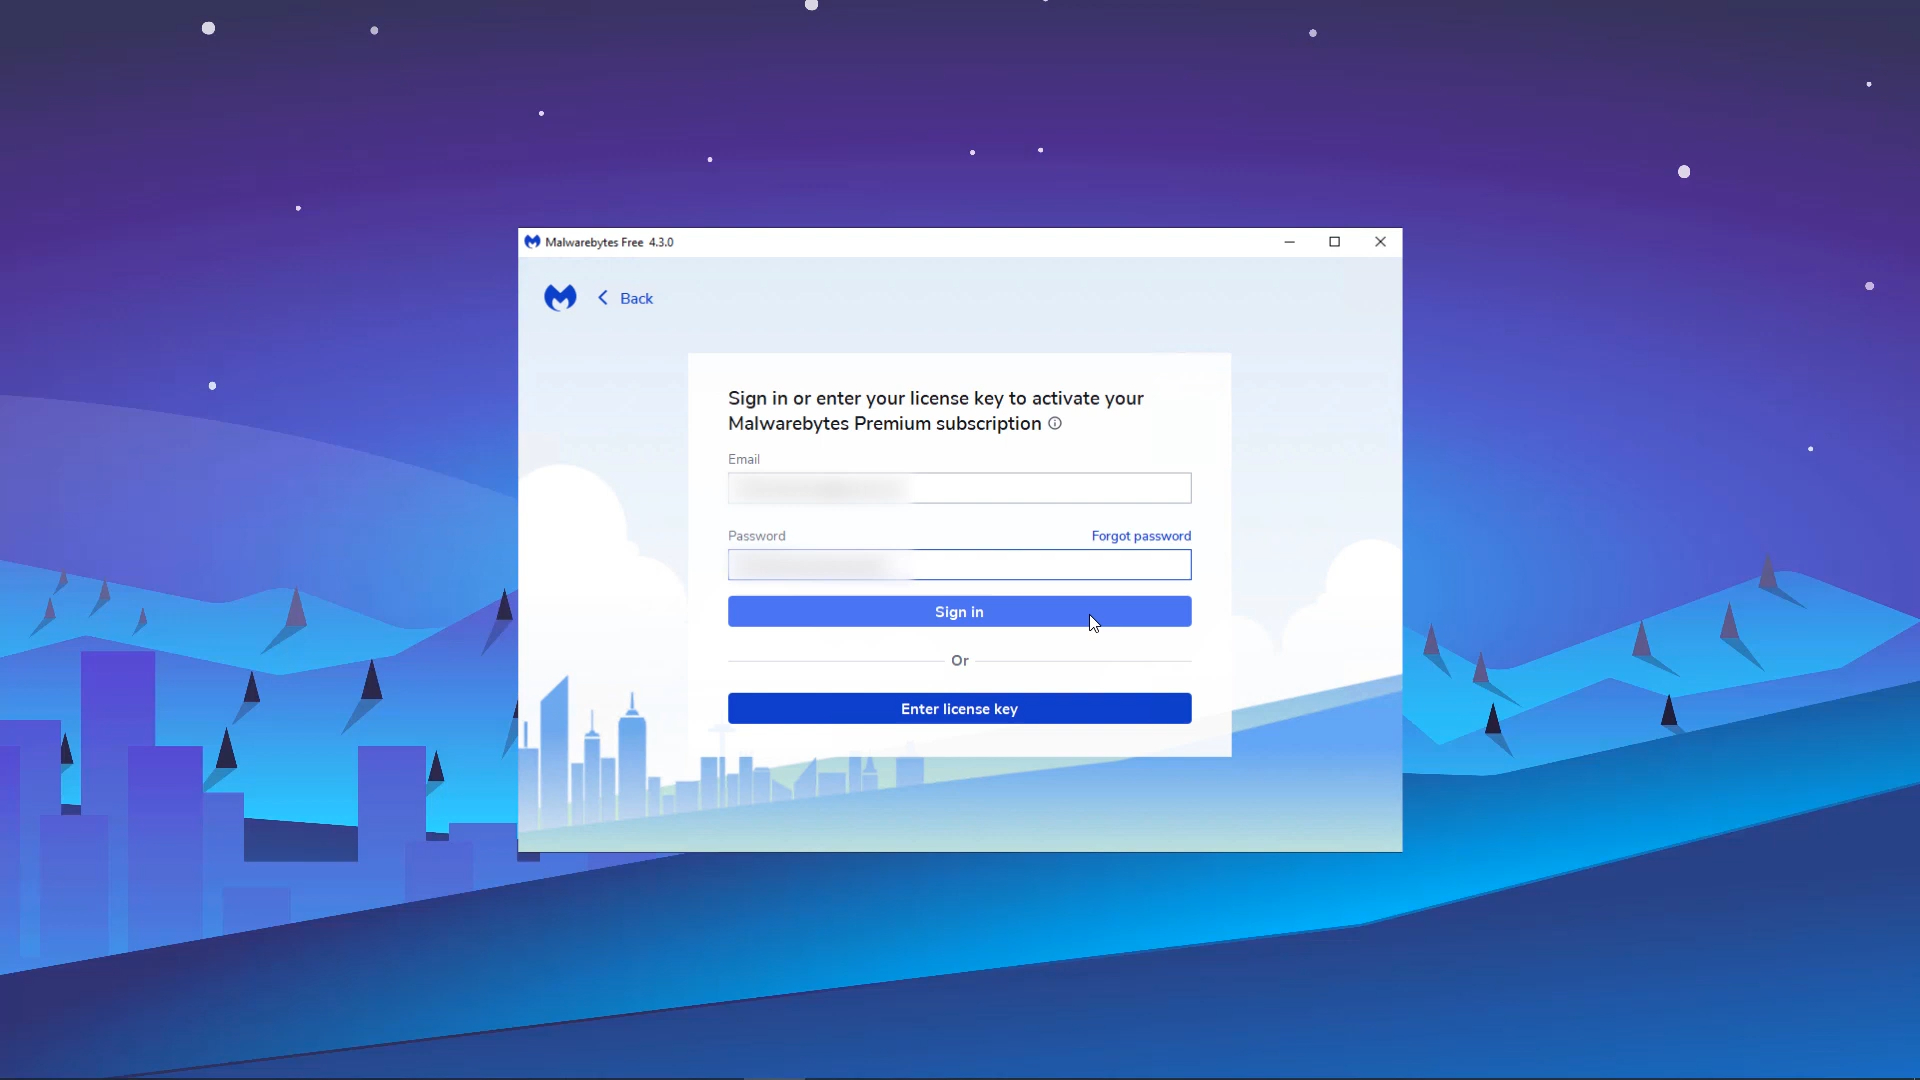 Malwarebytes Free 4.3.0
Back
Sign in or enter your license key to activate your
Malwarebytes Premium subscription
Email
Password Forgot password
Sign in
Or
Enter license key